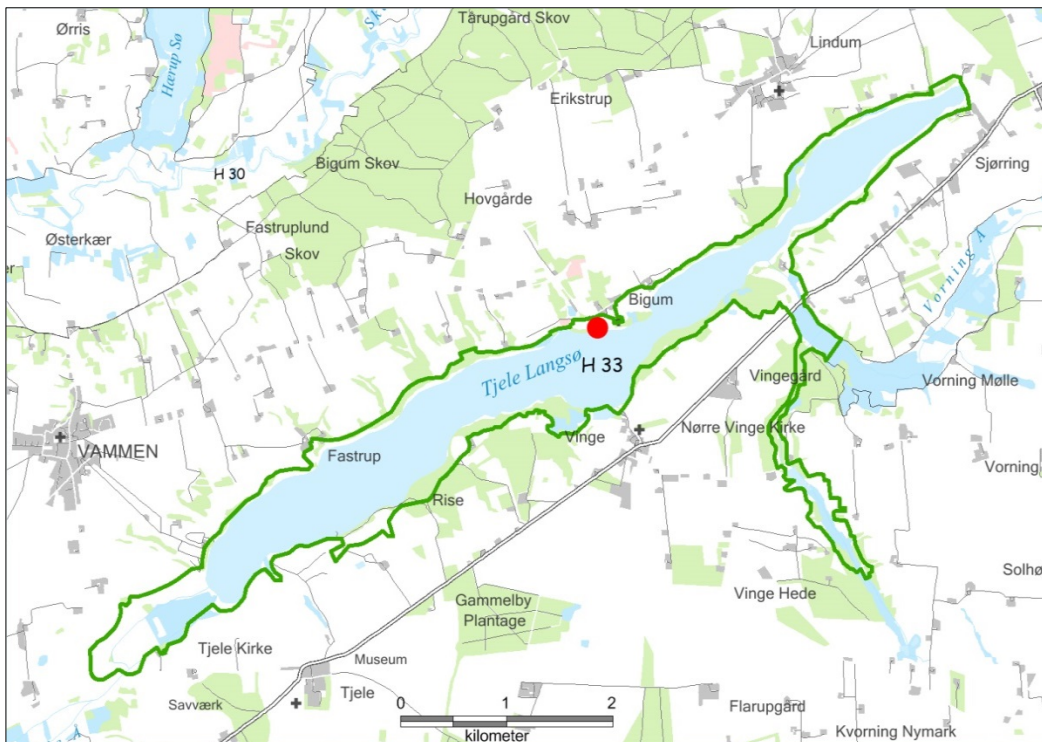 Tårupgård Skov
Ørris
Lindum
Hærup Sø
Sk
Erikstrup
Sjørring
Bigum Skov
H 30
Hovgårde
Fastruplund
Skov
Østerkær
er
Vorning Å
Bigum
Tjele Langsø
H 33
Vingegård
Vorning Mølle
Nørre Vinge Kirke
Vinge
VAMMEN
Fastrup
Vorning
Rise
Solhø
Vinge Hede
Gammelby
Plantage
Tjele Kirke
Museum
Tjele
Savværk
0 1 2
kilometer
Flarupgård
Kvorning Nymark
Å